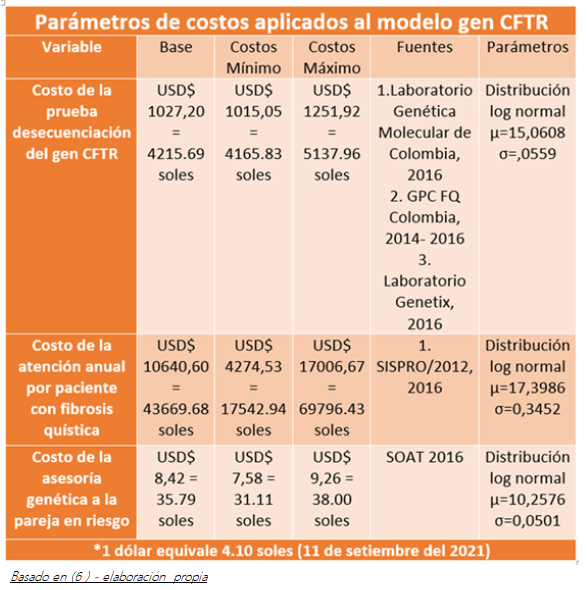 Parámetros de costos aplicados al modelo gen CFTR
Variable
Base
Costos
Mínimo
Costos
Máximo
Fuentes
Parámetros
Costo de la
prueba
desecuenciación
del gen CFTR
USD$
1027,20
=
4215.69
soles
USD$
1015,05
=
4165.83
soles
USD$
1251,92
=
5137.96
soles
1.Laboratorio
Genética
Molecular de
Colombia,
2016
2. GPC FQ
Colombia,
2014- 2016
3.
Laboratorio
Genetix,
2016
Distribución
log normal
μ=15,0608
σ=,0559
Costo de la
atención anual
por paciente
con fibrosis
quística
USD$
10640,60
=
43669.68
soles
USD$
4274,53
=
17542.94
soles
USD$
17006,67
=
69796.43
soles
1.
SISPRO/2012,
2016
Distribución
log normal
μ=17,3986
σ=0,3452
Costo de la
asesoría
genética a la
pareja en riesgo
USD$
8,42 =
35.79
soles
USD$
7,58 =
31.11
soles
USD$
9,26 =
38.00
soles
SOAT 2016
Distribución
log normal
μ=10,2576
σ=0,0501
*1 dólar equivale 4.10 soles (11 de setiembre del 2021)
Basado en (6 ) - elaboración propia